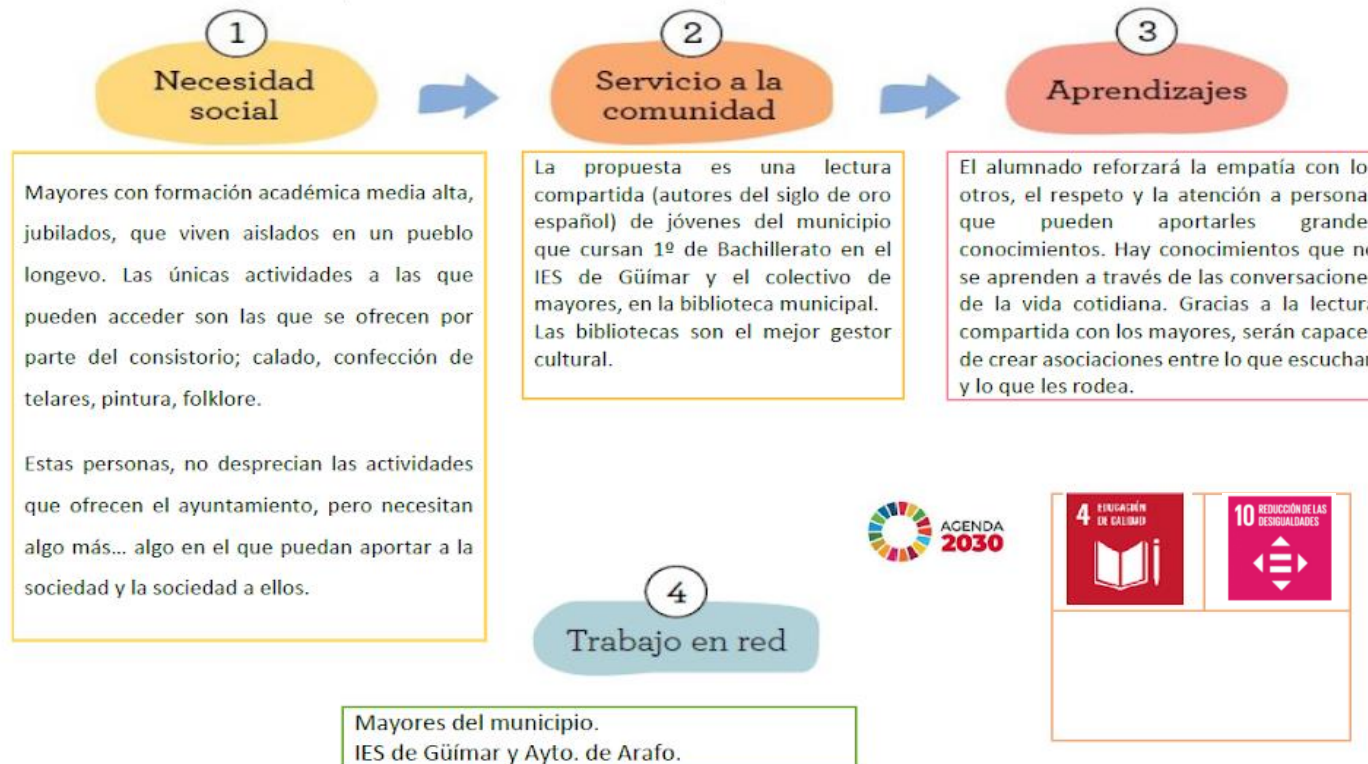 1
Necesidad
social
Mayores con formación académica media alta,
jubilados, que viven aislados en un pueblo
longevo. Las únicas actividades a las que
pueden acceder son las que se ofrecen por
parte del consistorio; calado, confección de
telares, pintura, folklore.
Estas personas, no desprecian las actividades
que ofrecen el ayuntamiento, pero necesitan
algo más... algo en el que puedan aportar a la
sociedad y la sociedad a ellos.
2
Servicio a la
comunidad
La propuesta es una lectura
compartida (autores del siglo de oro
español) de jóvenes del municipio
que cursan 1º de Bachillerato en el
IES de Güímar y el colectivo de
mayores, en la biblioteca municipal.
Las bibliotecas son el mejor gestor
cultural.
3
Aprendizajes
El alumnado reforzará la empatía con lo
otros, el respeto y la atención a persona
que pueden aportarles grande
conocimientos. Hay conocimientos que n
se aprenden a través de las conversacione
de la vida cotidiana. Gracias a la lectura
compartida con los mayores, serán capace
de crear asociaciones entre lo que escuchan
y lo que les rodea.
AGENDA
2030
4 EDUCACIÓN
DE CALIDAD
10 REDUCCIÓN DE LAS
DESIGUALDADES
4
Trabajo en red
Mayores del municipio.
IES de Güímar y Ayto. de Arafo.